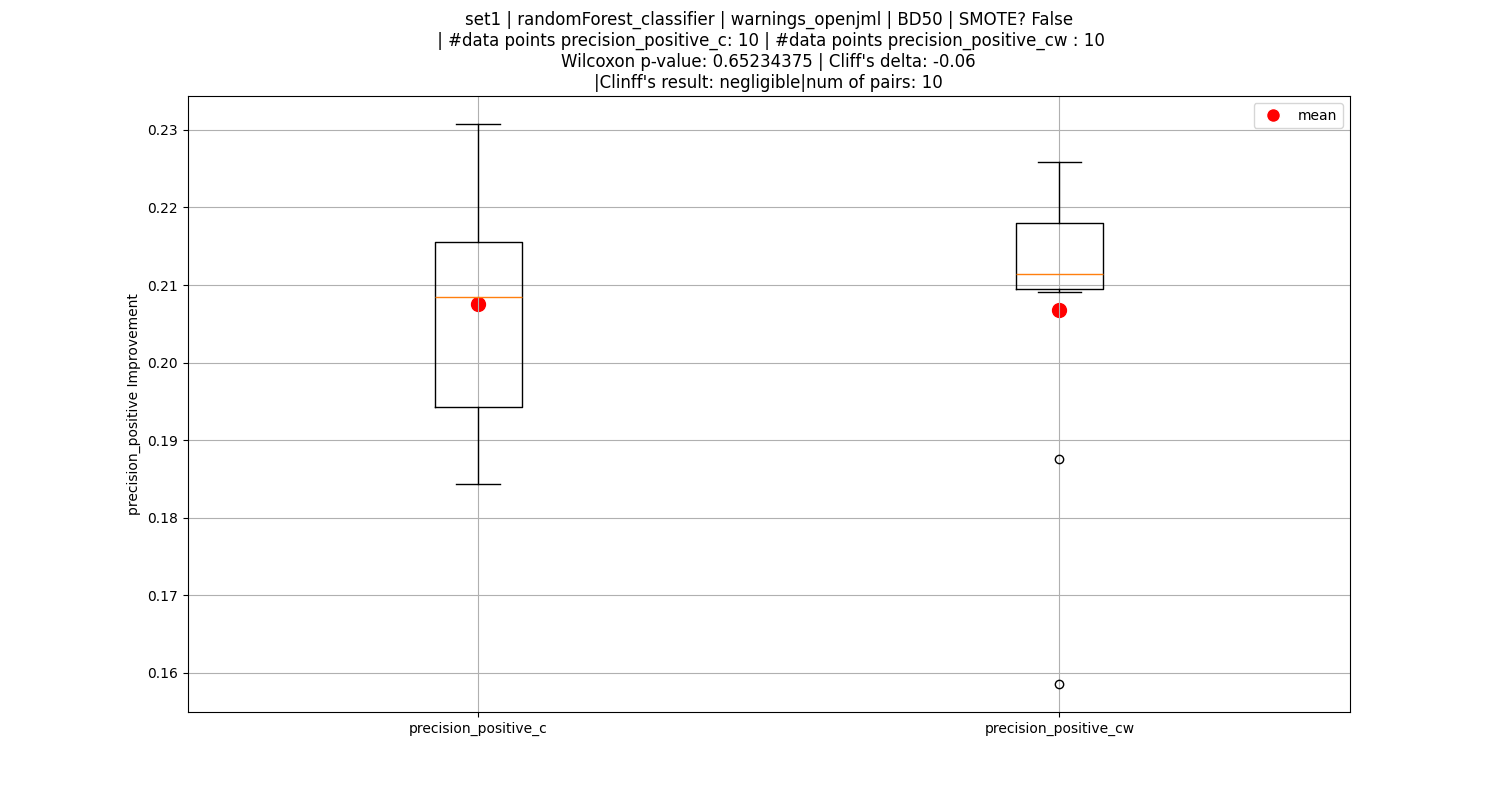 set1 | randomForest_classifier | warnings_openjml | BD50 | SMOTE? False
| #data points precision_positive_c: 10 | #data points precision_positive_cw : 10
Wilcoxon p-value: 0.65234375 | Cliff's delta: -0.06
|Clinff's result: negligible|num of pairs: 10
mean
precision_positive Improvement
0.23
0.22
0.21
0.20
0.19
0.18
0.17
0.16
precision_positive_c
precision_positive_cw